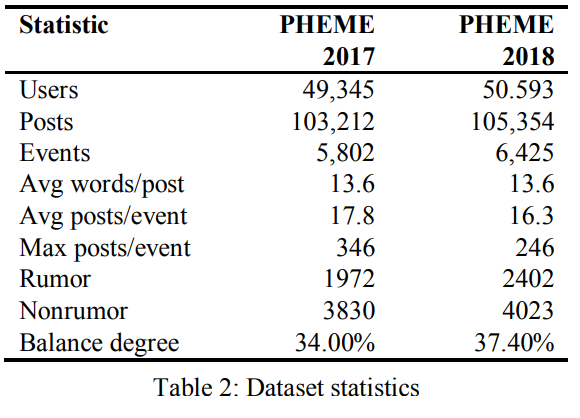 Statistic PHEME PHEME
2017 2018
Users 49,345 50.593
Posts 103,212 105,354
Events 5,802 6,425
Avg words/post 13.6 13.6
Avg posts/event 17.8 16.3
Max posts/event 346 246
Rumor 1972 2402
Nonrumor 3830 4023
Balance degree 34.00% 37.40%
Table 2: Dataset statistics